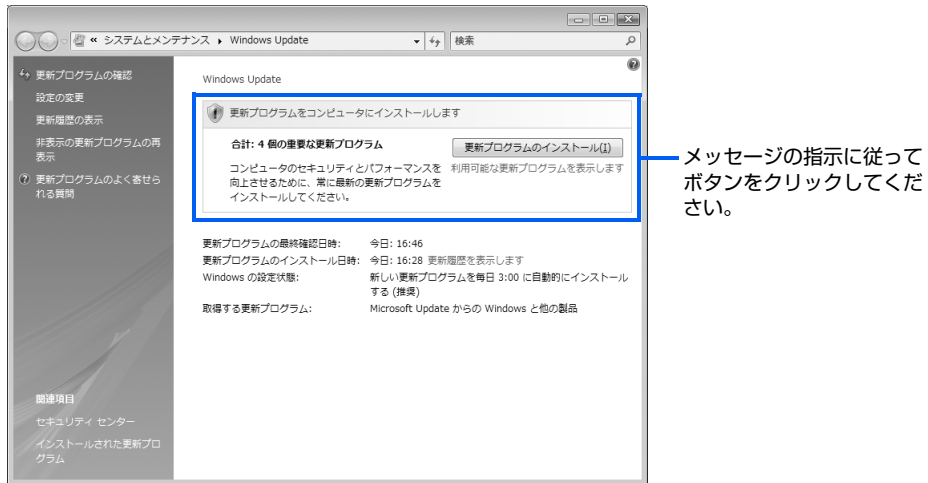 « システムとメンテナンス ▸ Windows Update
検索
更新プログラムの確認
設定の変更
更新履歴の表示
非表示の更新プログラムの再
表示
更新プログラムのよく寄せら
れる質問
関連項目
セキュリティ センター
インストールされた更新プロ
グラム
Windows Update
更新プログラムをコンピュータにインストールします
合計: 4 個の重要な更新プログラム
更新プログラムのインストール(I)
コンピュータのセキュリティとパフォーマンスを
向上させるために、常に最新の更新プログラムを
インストールしてください。
利用可能な更新プログラムを表示します
更新プログラムの最終確認日時: 今日: 16:46
更新プログラムのインストール日時: 今日: 16:28 更新履歴を表示します
Windows の設定状態: 新しい更新プログラムを毎日 3:00 に自動的にインストール
する (推奨)
取得する更新プログラム: Microsoft Update からの Windows と他の製品
メッセージの指示に従って
ボタンをクリックしてくだ
さい。